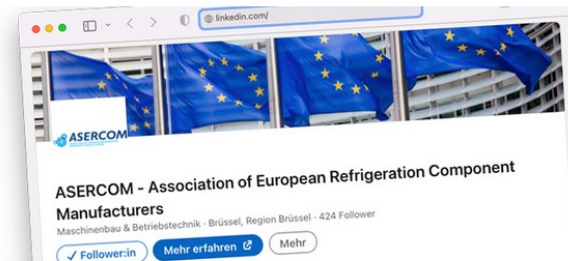 linkedin.com/
ASERCOM
ASERCOM - Association of European Refrigeration Component
Manufacturers
Maschinenbau & Betriebstechnik · Brüssel, Region Brüssel · 424 Follower
✓ Follower:in Mehr erfahren Mehr